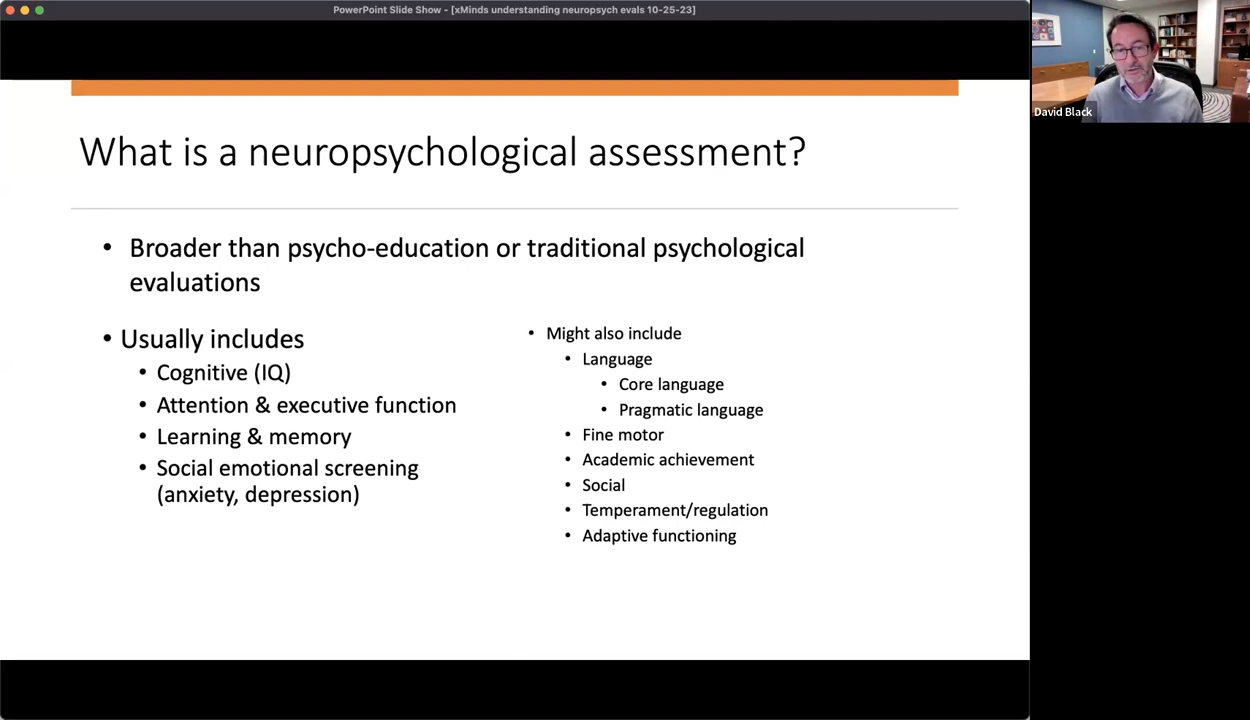 PowerPoint Slide Show - [xMinds understanding neuropsych evals 10-25-23]
David Black
What is a neuropsychological assessment?
• Broader than psycho-education or traditional psychological
evaluations
• Usually includes
• Cognitive (IQ)
• Attention & executive function
• Learning & memory
• Social emotional screening
(anxiety, depression)
• Might also include
• Language
• Core language
• Pragmatic language
• Fine motor
• Academic achievement
• Social
• Temperament/regulation
• Adaptive functioning